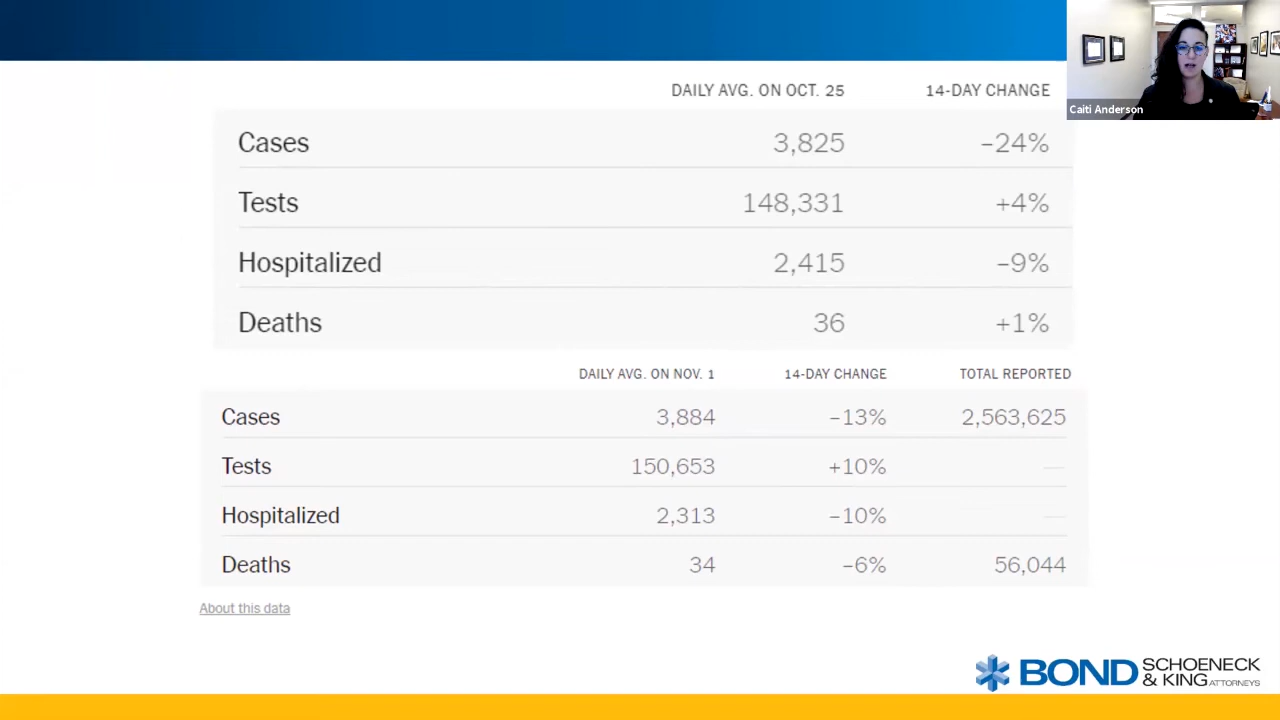 DAILY AVG. ON OCT. 25 14-DAY CHANGE
Caiti Anderson
Cases 3,825 –24%
Tests 148,331 +4%
Hospitalized 2,415 –9%
Deaths 36 +1%
DAILY AVG. ON NOV. 1 14-DAY CHANGE TOTAL REPORTED
Cases 3,884 –13% 2,563,625
Tests 150,653 +10% —
Hospitalized 2,313 –10% —
Deaths 34 –6% 56,044
About this data
BOND SCHOENECK
& KING ATTORNEYS